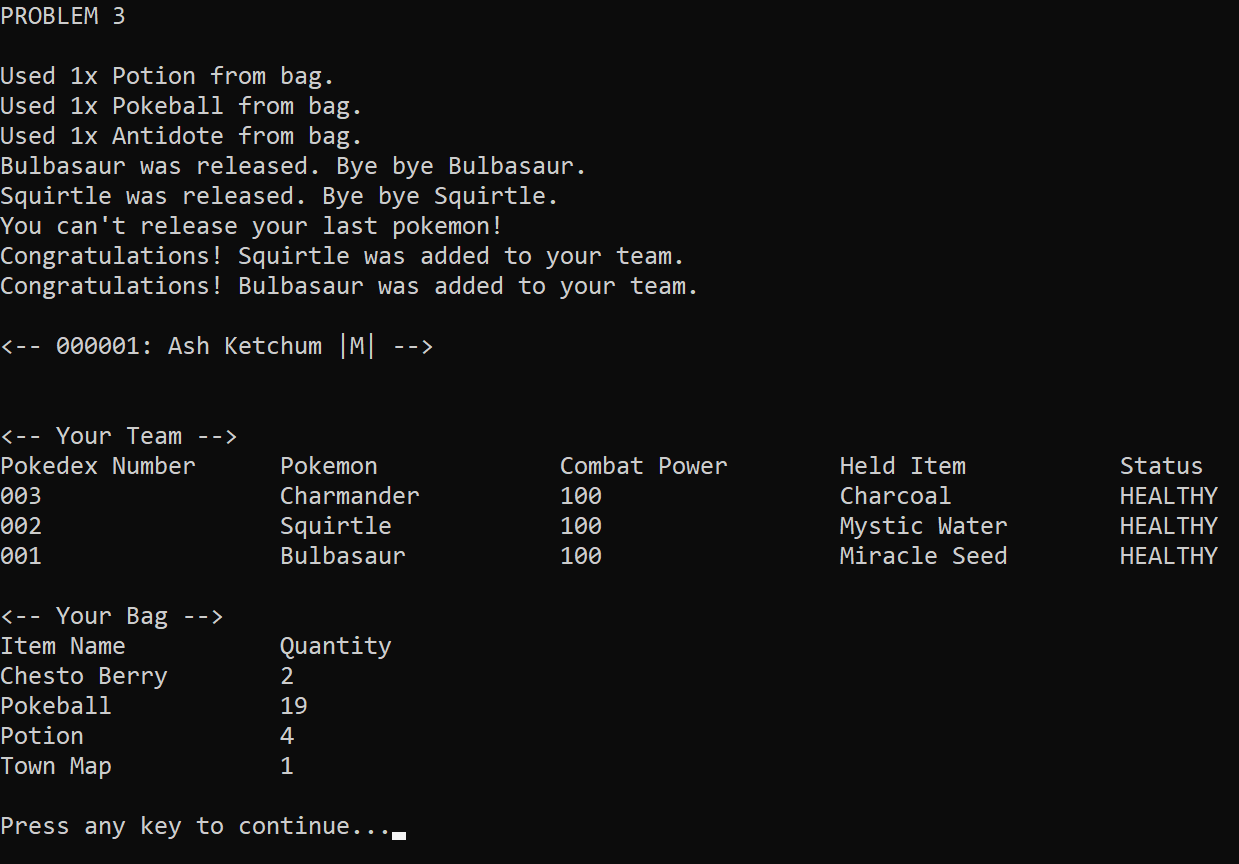 PROBLEM 3
Used 1x Potion from bag.
Used 1x Pokeball from bag.
Used 1x Antidote from bag.
Bulbasaur was released. Bye bye Bulbasaur.
Squirtle was released. Bye bye Squirtle.
You can't release your last pokemon!
Congratulations! Squirtle was added to your team.
Congratulations! Bulbasaur was added to your team.
<-- 000001: Ash Ketchum |M| -->
<-- Your Team -->
Pokedex Number Pokemon Combat Power Held Item Status
003 Charmander 100 Charcoal HEALTHY
002 Squirtle 100 Mystic Water HEALTHY
001 Bulbasaur 100 Miracle Seed HEALTHY
<-- Your Bag -->
Item Name Quantity
Chesto Berry 2
Pokeball 19
Potion 4
Town Map 1
Press any key to continue...